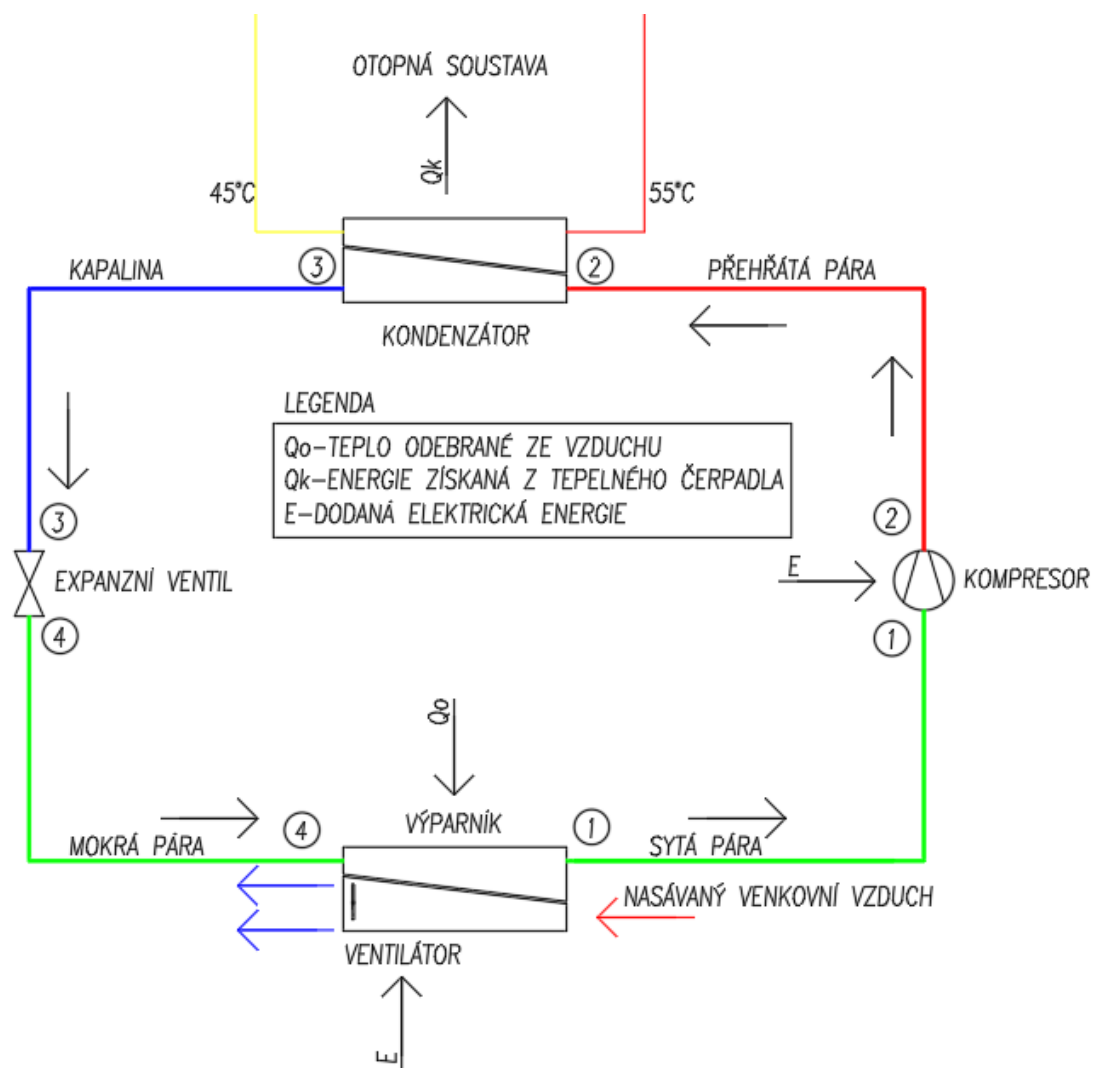 OTOPNÁ SOUSTAVA
Qk
45°C
55°C
3
2
KAPALINA
PŘEHŘÁTÁ PÁRA
KONDENZÁTOR
LEGENDA
Qo-TEPLO ODEBRANÉ ZE VZDUCHU
Qk-ENERGIE ZÍSKANÁ Z TEPELNÉHO ČERPADLA
E-DODANÁ ELEKTRICKÁ ENERGIE
3
2
EXPANZNÍ VENTIL
E
KOMPRESOR
4
1
Qo
4
VÝPARNÍK
1
MOKRÁ PÁRA
SYTÁ PÁRA
NASÁVANÝ VENKOVNÍ VZDUCH
VENTILÁTOR
E